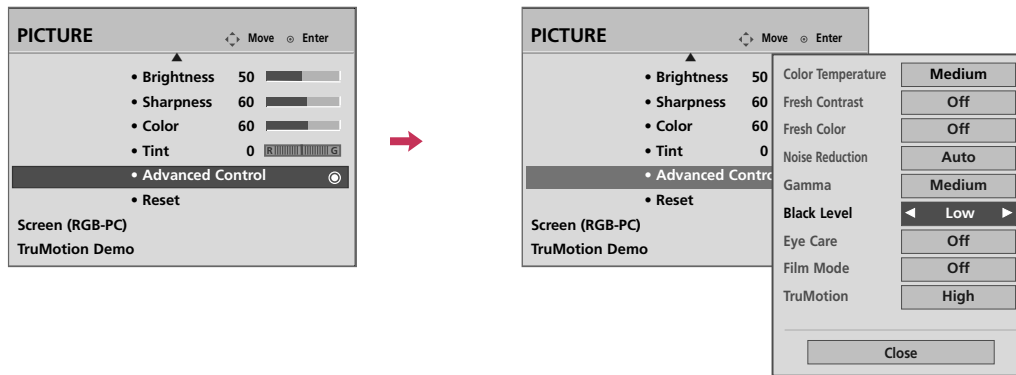 PICTURE
Move
Enter
• Brightness 50
• Sharpness 60
• Color 60
• Tint 0 R G
• Advanced Control
• Reset
Screen (RGB-PC)
TruMotion Demo
PICTURE
Move
Enter
• Brightness 50
• Sharpness 60
• Color 60
• Tint 0
• Advanced Contro
• Reset
Screen (RGB-PC)
TruMotion Demo
Color Temperature Medium
Fresh Contrast Off
Fresh Color Off
Noise Reduction Auto
Gamma Medium
Black Level ◀ Low ▶
Eye Care Off
Film Mode Off
TruMotion High
Close